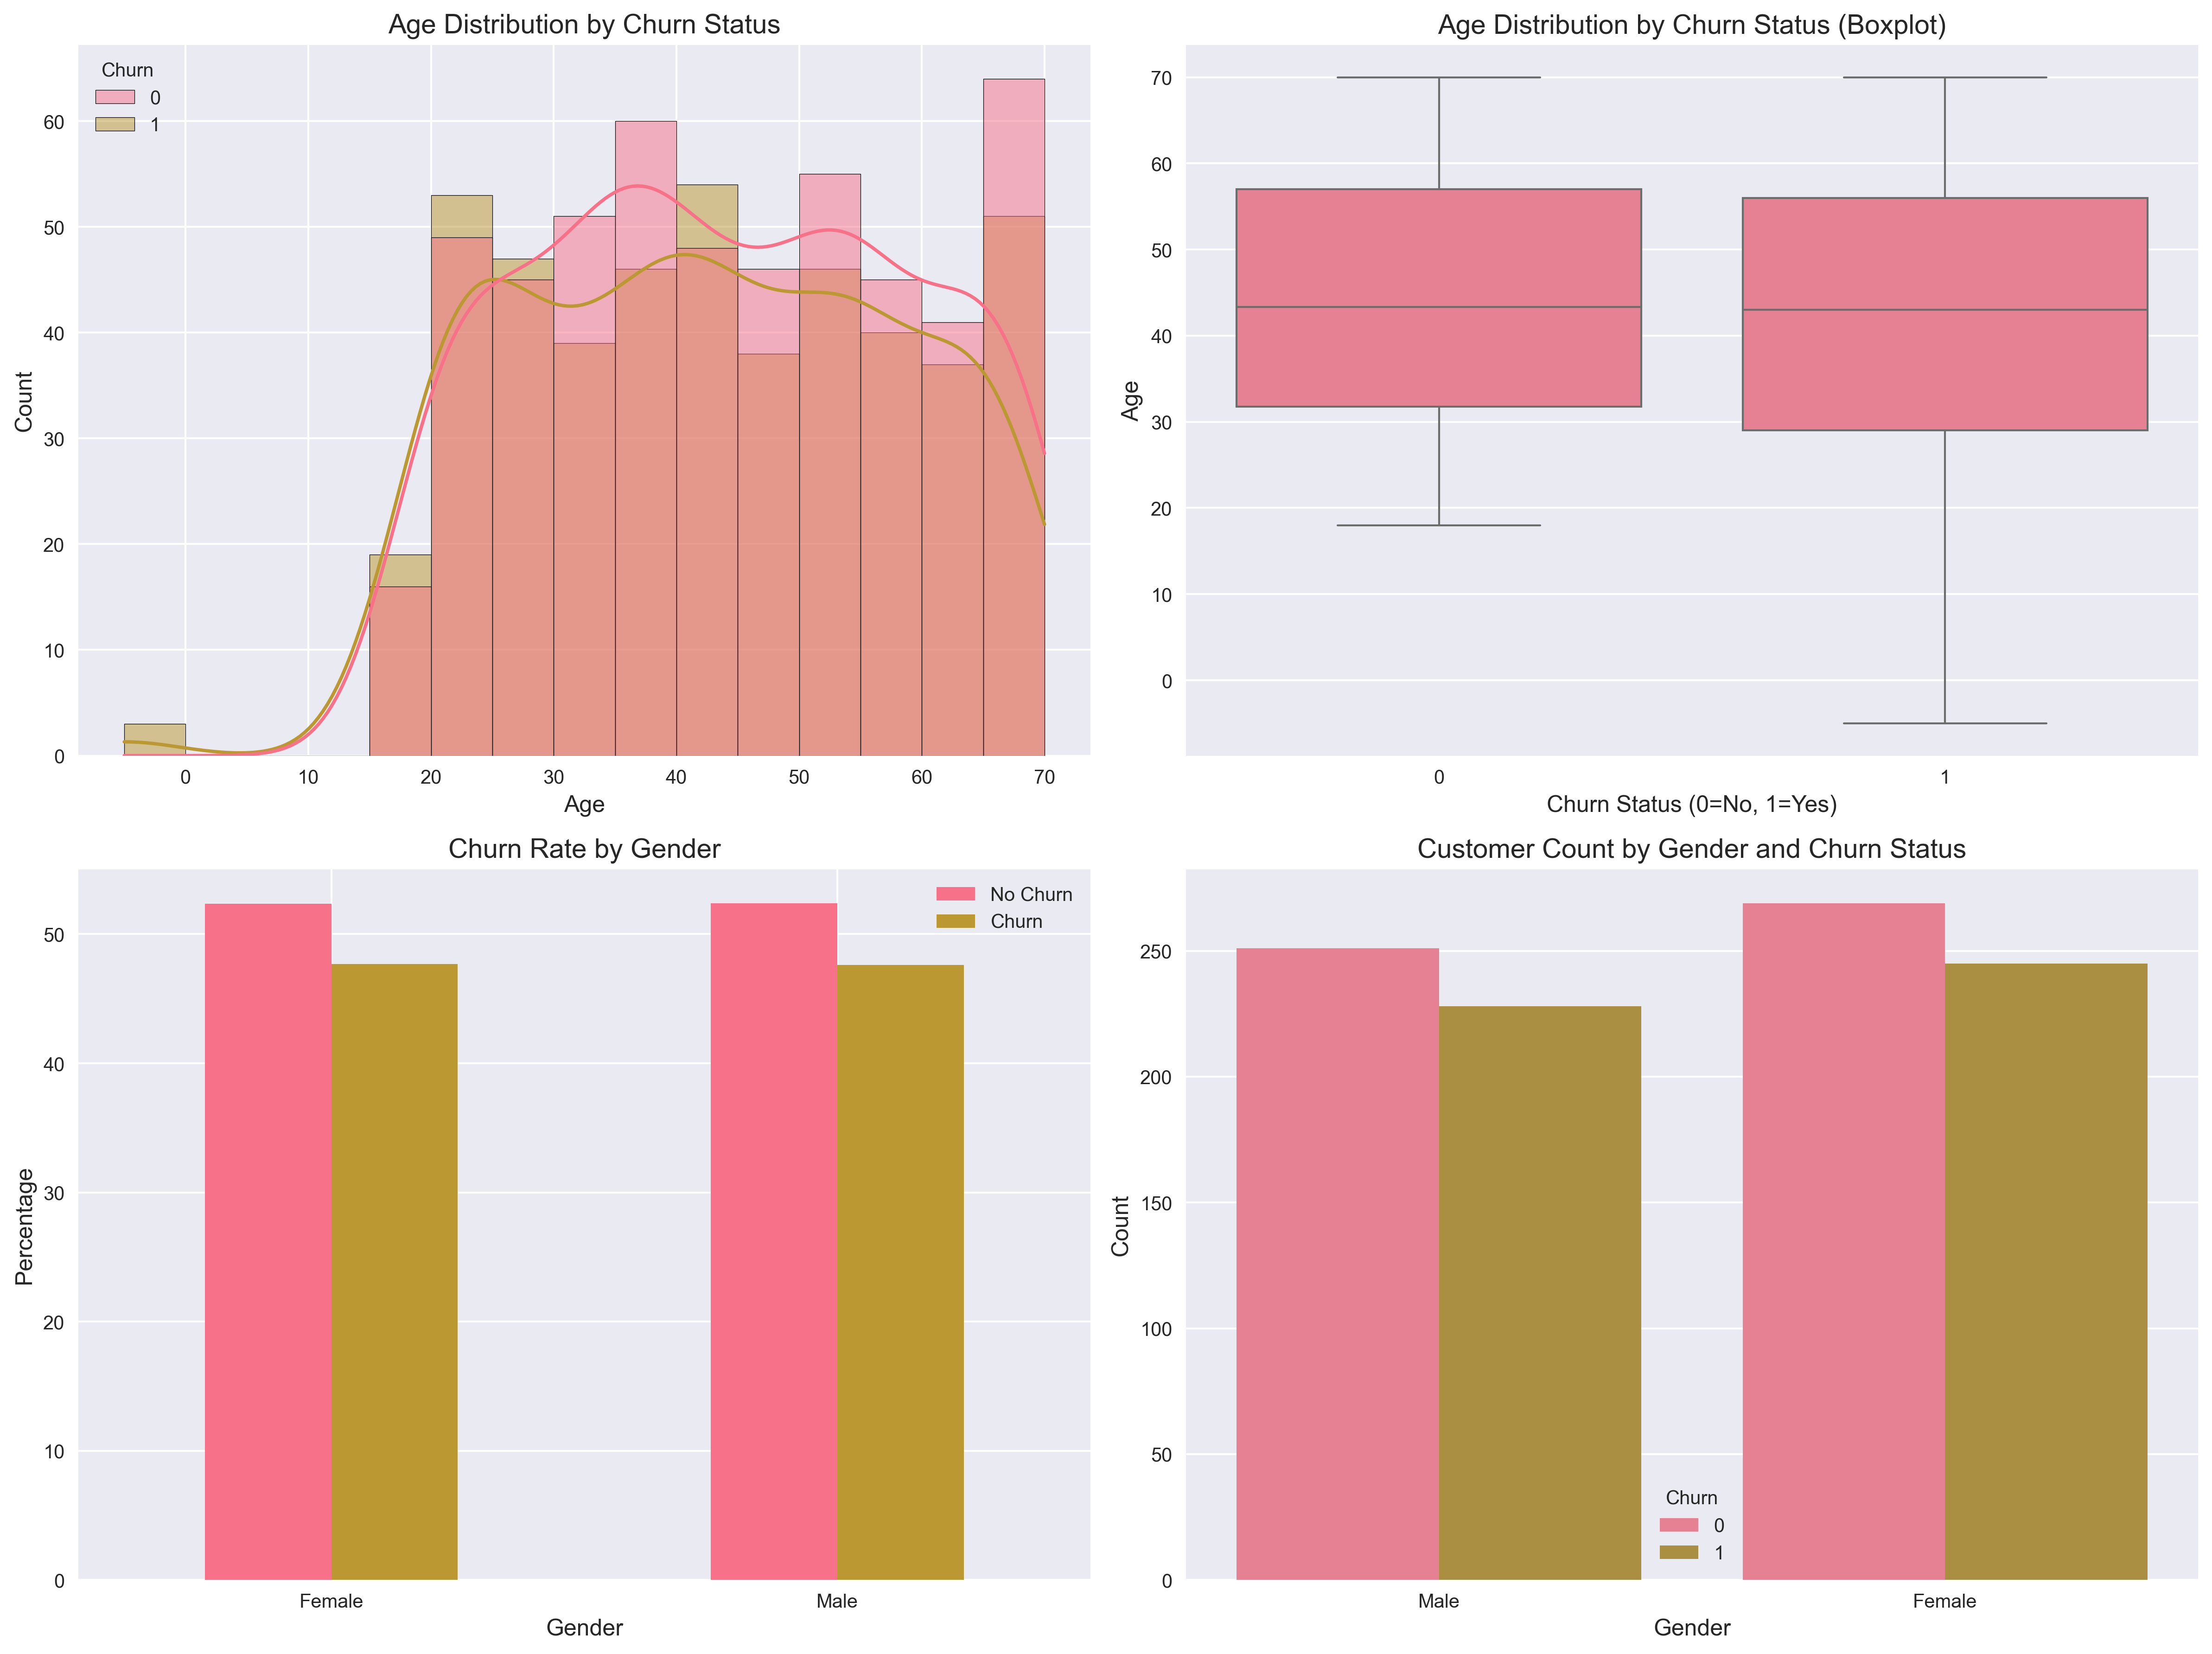 Age Distribution by Churn Status
Churn
0
1
60
50
40
30
20
10
0
Count
0 10 20 30 40 50 60 70
Age
Age Distribution by Churn Status (Boxplot)
70
60
50
40
30
20
10
0
Age
0 1
Churn Status (0=No, 1=Yes)
Churn Rate by Gender
No Churn
Churn
50
40
30
20
10
0
Percentage
Female Male
Gender
Customer Count by Gender and Churn Status
250
200
150
100
50
0
Count
Churn
0
1
Male Female
Gender